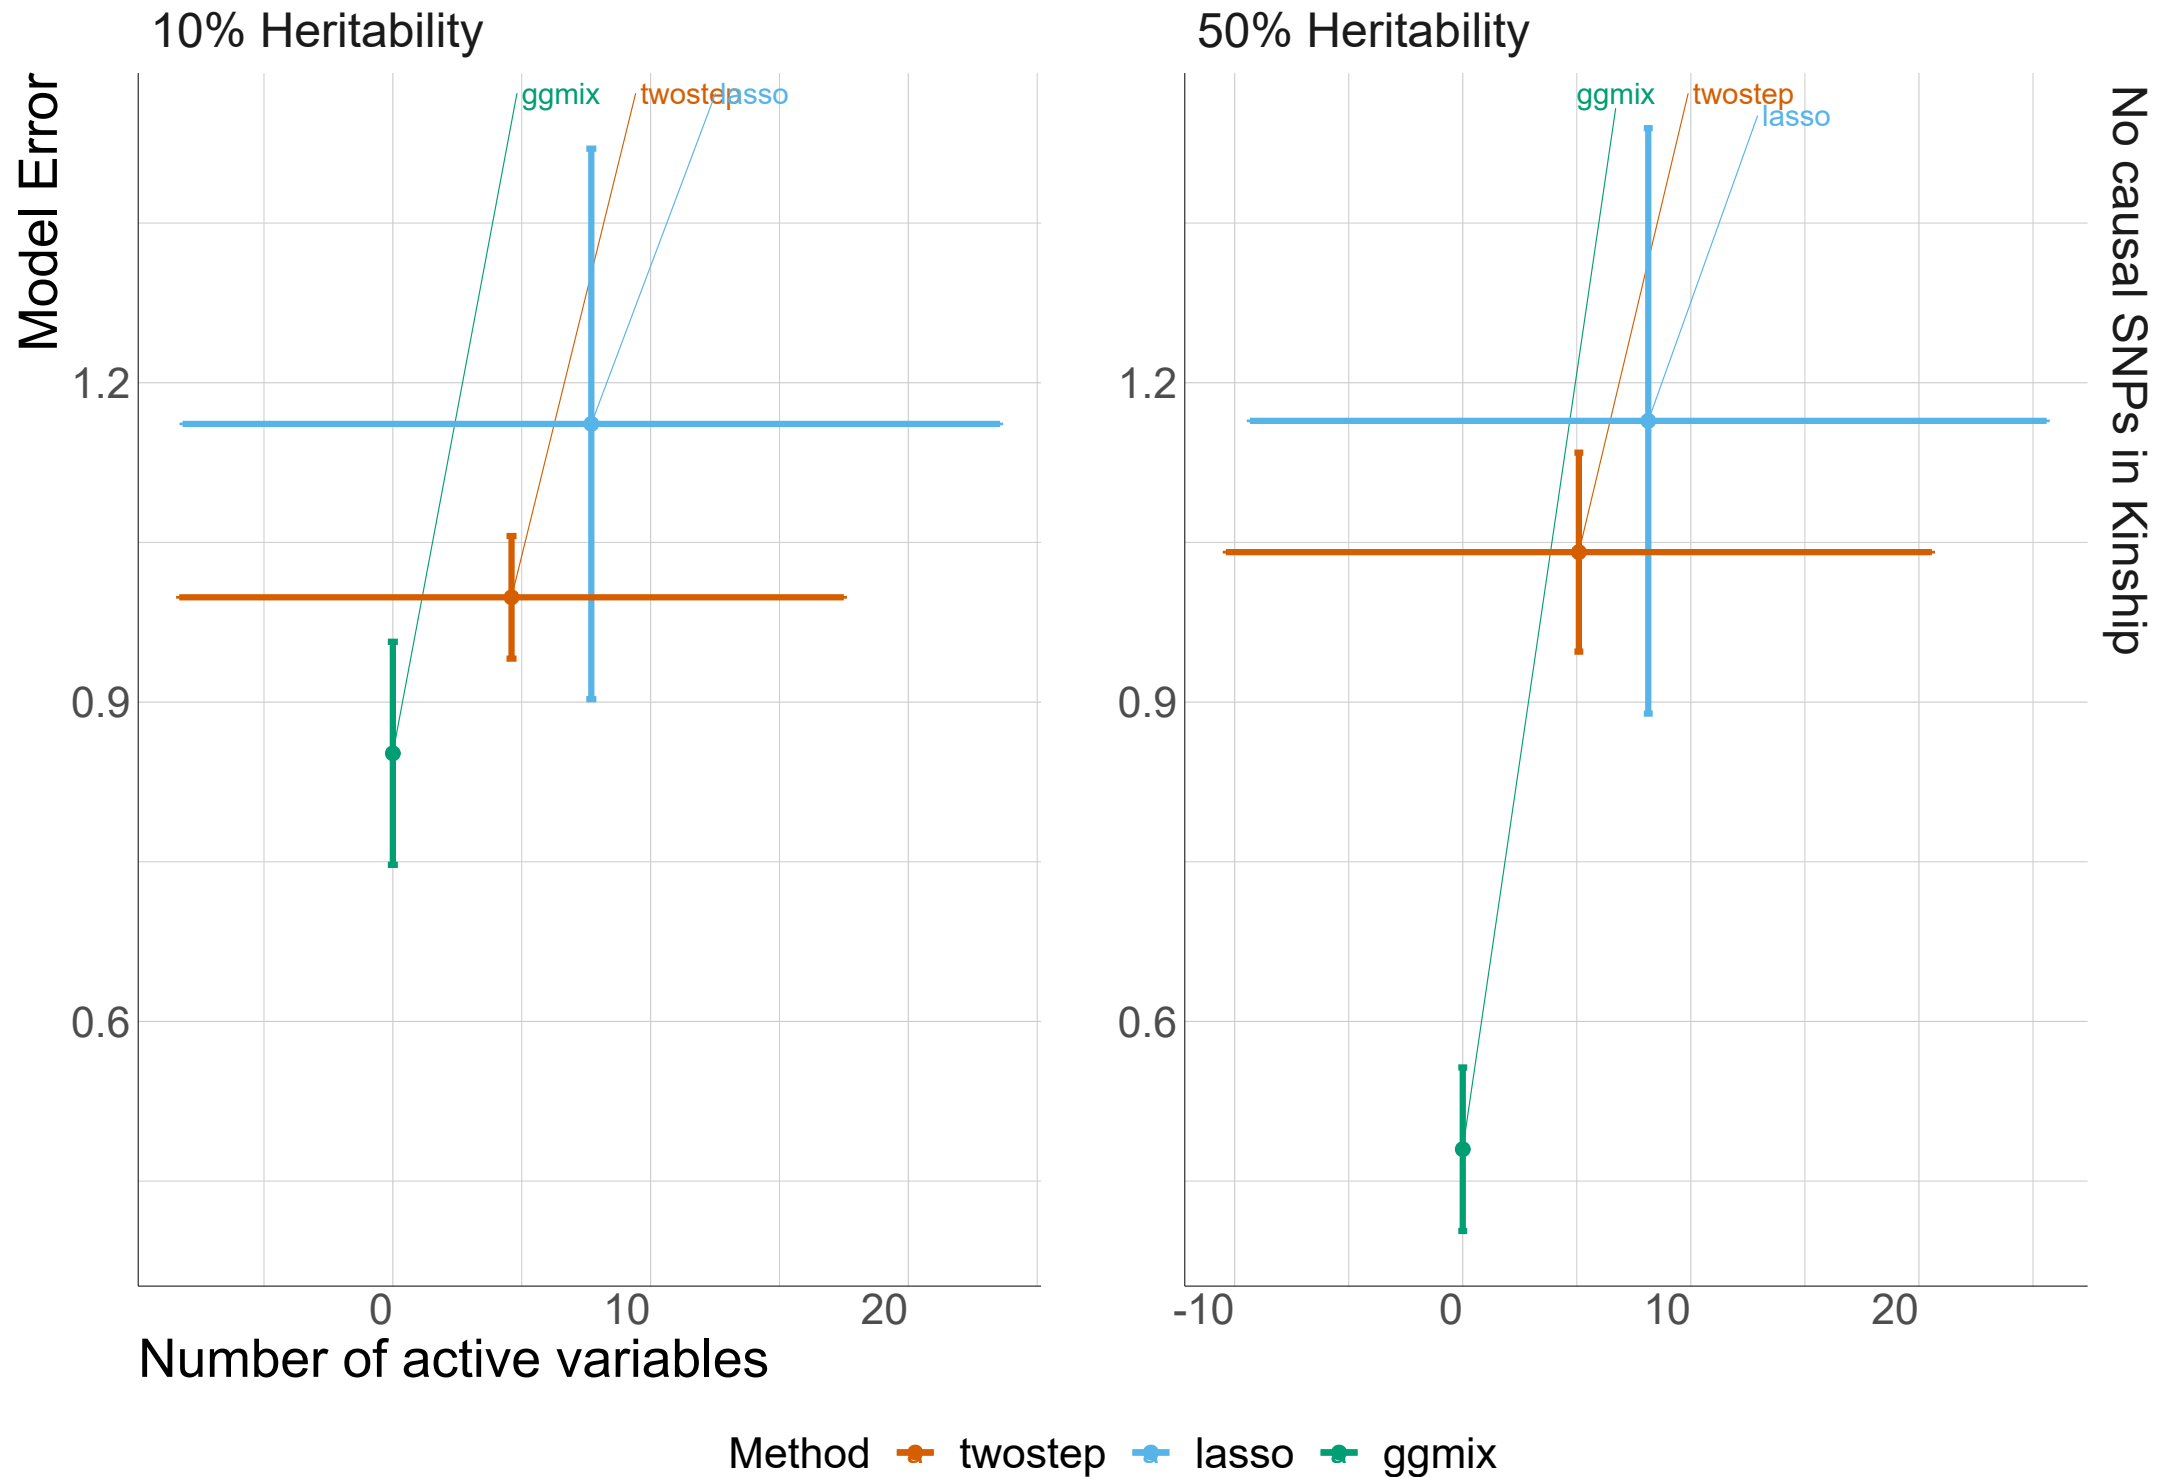 10% Heritability
50% Heritability
Model Error
ggmix
twostep
lasso
ggmix
twostep
lasso
No causal SNPs in Kinship
1.2
0.9
0.6
1.2
0.9
0.6
0
10
20
-10
0
10
20
Number of active variables
Method twostep lasso ggmix